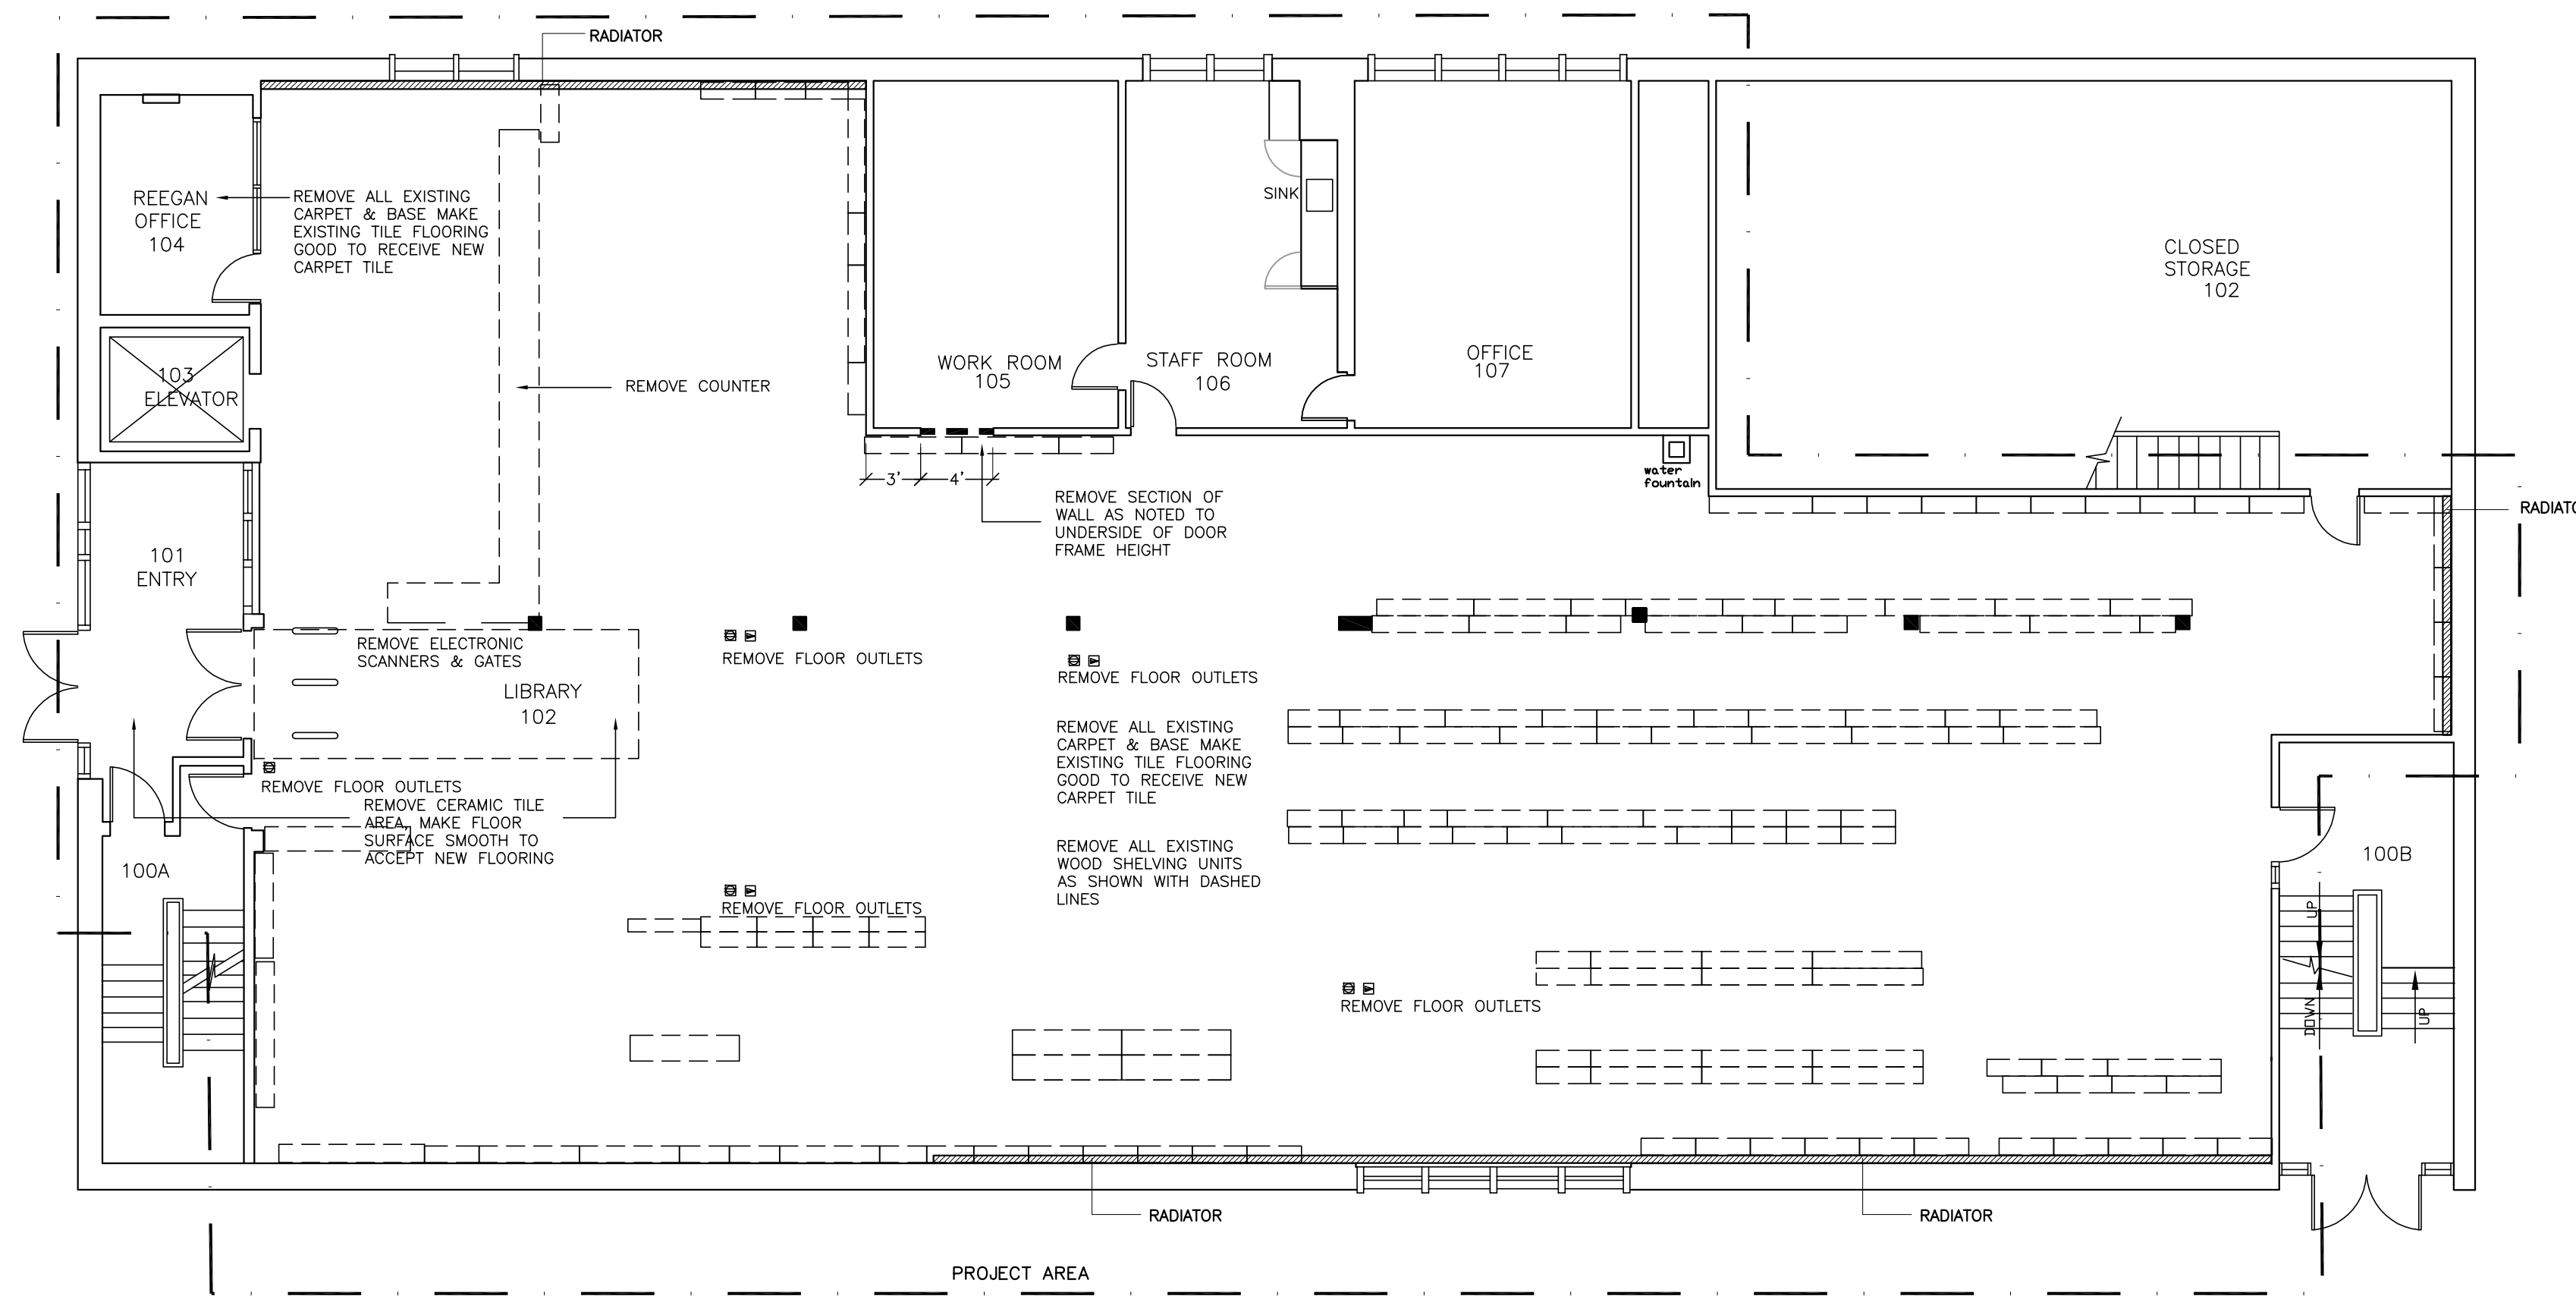 RADIATOR
REEGAN
OFFICE
104
REMOVE ALL EXISTING
CARPET & BASE MAKE
EXISTING TILE FLOORING
GOOD TO RECEIVE NEW
CARPET TILE
SINK
CLOSED
STORAGE
102
103
ELEVATOR
REMOVE COUNTER
WORK ROOM
105
STAFF ROOM
106
OFFICE
107
3'
4'
water
fountain
REMOVE SECTION OF
WALL AS NOTED TO
UNDERSIDE OF DOOR
FRAME HEIGHT
RADIATO
101
ENTRY
REMOVE ELECTRONIC
SCANNERS & GATES
LIBRARY
102
REMOVE FLOOR OUTLETS
REMOVE FLOOR OUTLETS
REMOVE ALL EXISTING
CARPET & BASE MAKE
EXISTING TILE FLOORING
GOOD TO RECEIVE NEW
CARPET TILE
REMOVE FLOOR OUTLETS
REMOVE CERAMIC TILE
AREA, MAKE FLOOR
SURFACE SMOOTH TO
ACCEPT NEW FLOORING
REMOVE ALL EXISTING
WOOD SHELVING UNITS
AS SHOWN WITH DASHED
LINES
100A
100B
REMOVE FLOOR OUTLETS
REMOVE FLOOR OUTLETS
UP
DOWN
UP
RADIATOR
RADIATOR
PROJECT AREA